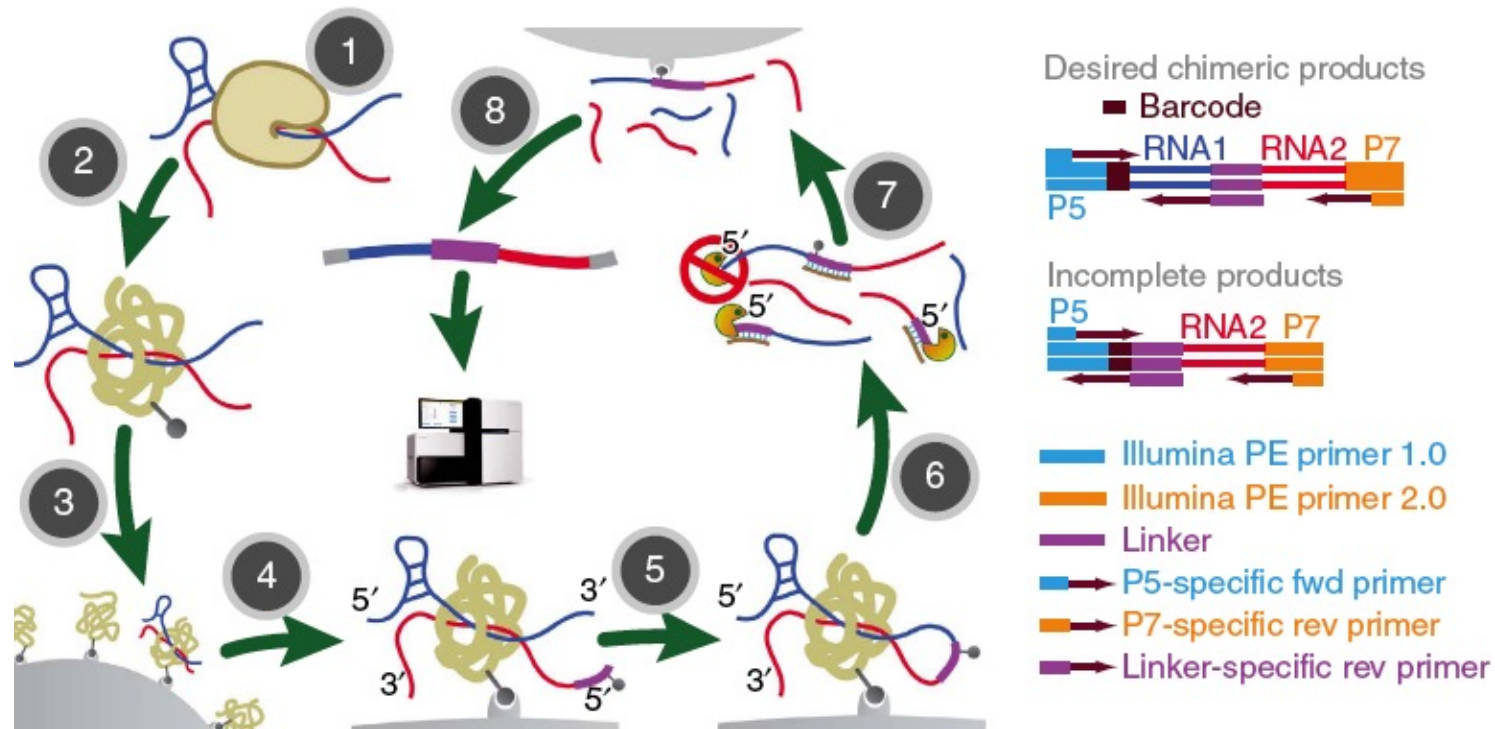 1
2
3
4
5
6
7
8
5′
3′
3′
5′
5′
3′
5′
5′
5′
Desired chimeric products
Barcode
RNA1 RNA2 P7
P5
Incomplete products
P5
RNA2 P7
Illumina PE primer 1.0
Illumina PE primer 2.0
Linker
P5-specific fwd primer
P7-specific rev primer
Linker-specific rev primer